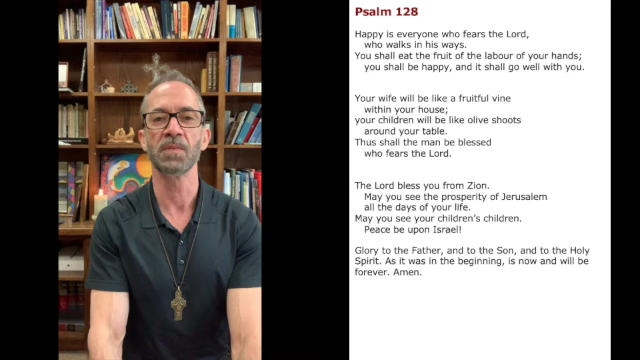 Psalm 128
Happy is everyone who fears the Lord,
who walks in his ways.
You shall eat the fruit of the labour of your hands;
you shall be happy, and it shall go well with you.
Your wife will be like a fruitful vine
within your house;
your children will be like olive shoots
around your table.
Thus shall the man be blessed
who fears the Lord.
The Lord bless you from Zion.
May you see the prosperity of Jerusalem
all the days of your life.
May you see your children's children.
Peace be upon Israel!
Glory to the Father, and to the Son, and to the Holy
Spirit. As it was in the beginning, is now and will be
forever. Amen.